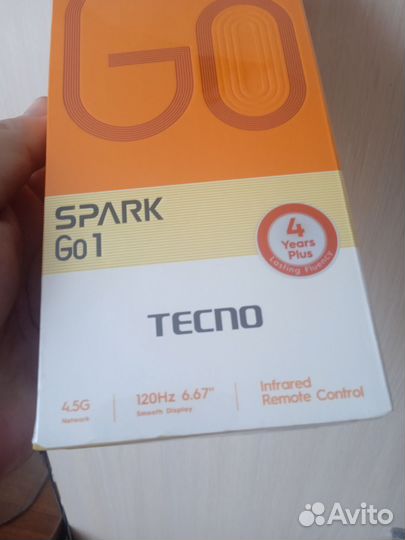 GO
SPARK
Go 1
4
Years
Plus
Lasting Fluency
TECNO
4.5G
Network
120Hz 6.67"
Smooth Display
Infrared
Remote Control
Avito